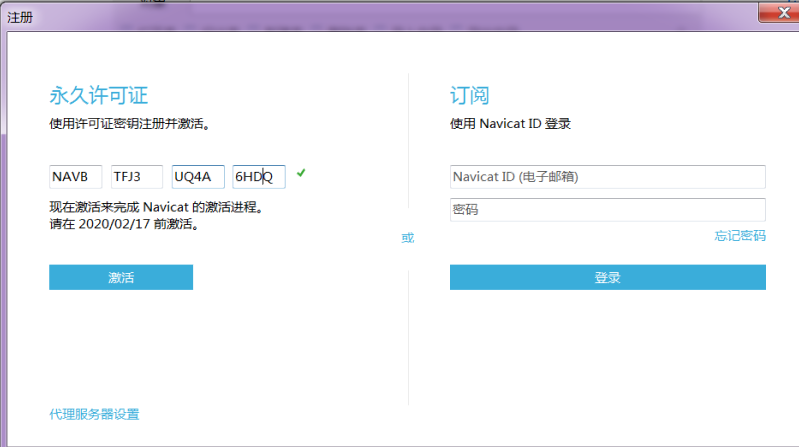 注册
永久许可证
使用许可证密钥注册并激活。
NAVB TFJ3 UQ4A 6HDQ
现在激活来完成 Navicat 的激活进程。
请在 2020/02/17 前激活。
激活
代理服务器设置
或
订阅
使用 Navicat ID 登录
Navicat ID (电子邮箱)
密码
忘记密码
登录